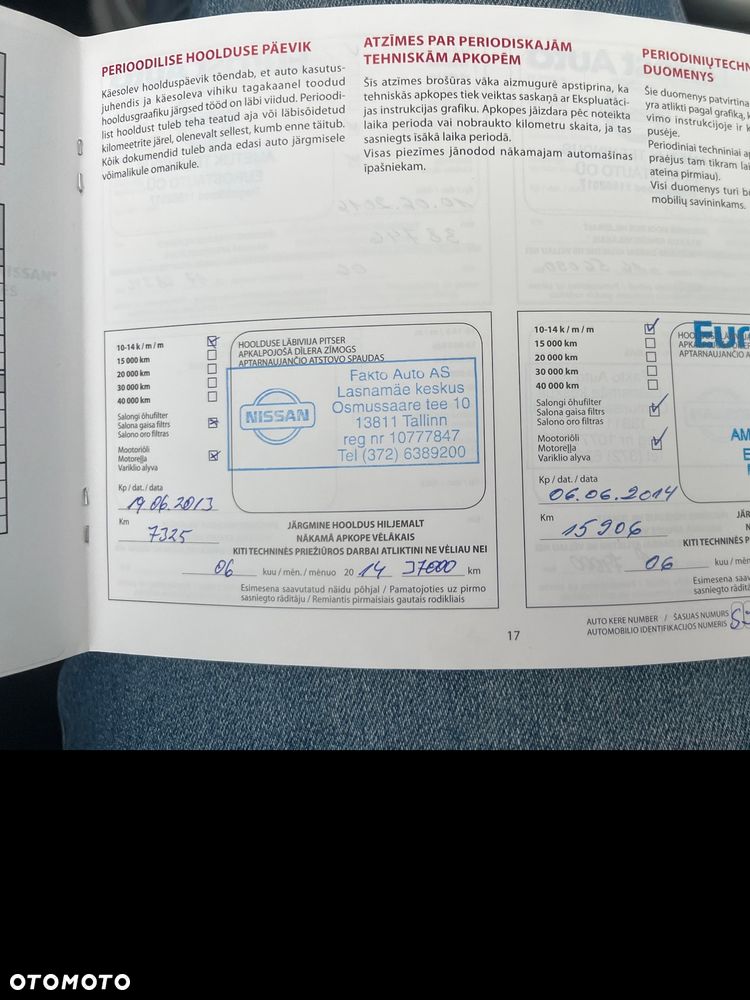 PERIOODILISE HOOLDUSE PÄEVIK
Käesolev hoolduspäevik tõendab, et auto kasutus-
juhendis ja käesoleva vihiku tagakaanel toodud
hooldusgraafiku järgsed tööd on läbi viidud. Perioodi-
list hooldust tuleb teha teatud aja või läbisõidetud
kilomeetrite järel, olenevalt sellest, kumb enne täitub.
Kõik dokumendid tuleb anda edasi auto järgmisele
võimalikule omanikule.
ATZĪMES PAR PERIODISKAJĀM
TEHNISKĀM APKOPĒM
Šīs atzīmes brošūras vāka aizmugurē apstiprina, ka
tehniskās apkopes tiek veiktas saskaņā ar Ekspluatāci-
jas instrukcijas grafiku. Apkopes jāizdara pēc noteikta
laika perioda vai nobraukto kilometru skaita, ja tas
sasniegts īsākā laika periodā.
Visas piezīmes jānodod nākamajam automašīnas
īpašniekam.
PERIODINIŲ TECHN
DUOMENYS
Šie duomenys patvirtina
yra atlikti pagal grafiką, k
vimo instrukcijoje ir k
pusėje.
Periodiniai techniniai ap
praėjus tam tikram lai
ateina pirmiau).
Visi duomenys turi b
mobilių savininkams.
10-14 k / m / m
15 000 km
20 000 km
30 000 km
40 000 km
Salongi õhufilter
Salona gaisa filtrs
Salono oro filtras
Mootoriõli
Motoreļļa
Variklio alyva
Kp / dat. / data
19.06.2013
Km
7325
HOOLDUSE LÄBIVIIJA PITSER
APKALPOJOŠĀ DĪLERA ZĪMOGS
APTARNAUJANČIO ATSTOVO SPAUDAS
NISSAN
Fakto Auto AS
Lasnamäe keskus
Osmussaare tee 10
13811 Tallinn
reg nr 10777847
Tel (372) 6389200
JÄRGMINE HOOLDUS HILJEMALT
NĀKAMĀ APKOPE VĒLĀKAIS
KITI TECHNINĖS PRIEŽIŪROS DARBAI ATLIKTINI NE VĖLIAU NEI
06 kuu / mēn. / mėnuo 20 14 37000 km
Esimesena saavutatud näidu põhjal / Pamatojoties uz pirmo
sasniegto rādītāju / Remiantis pirmaisiais gautais rodikliais
17
10-14 k / m / m
15 000 km
20 000 km
30 000 km
40 000 km
Salongi õhufilter
Salona gaisa filtrs
Salono oro filtras
Mootoriõli
Motoreļļa
Variklio alyva
Kp / dat. / data
06.06.2014
Km
15906
Eur
AM
JÄR
KITI TECHNINĖS P
06 kuu / mēn
Esimesena saav
sasniegto rādīt
AUTO KERE NUMBER / ŠASIJAS NUMURS
AUTOMOBILIO IDENTIFIKACIJOS NUMERIS
OTOMOTO